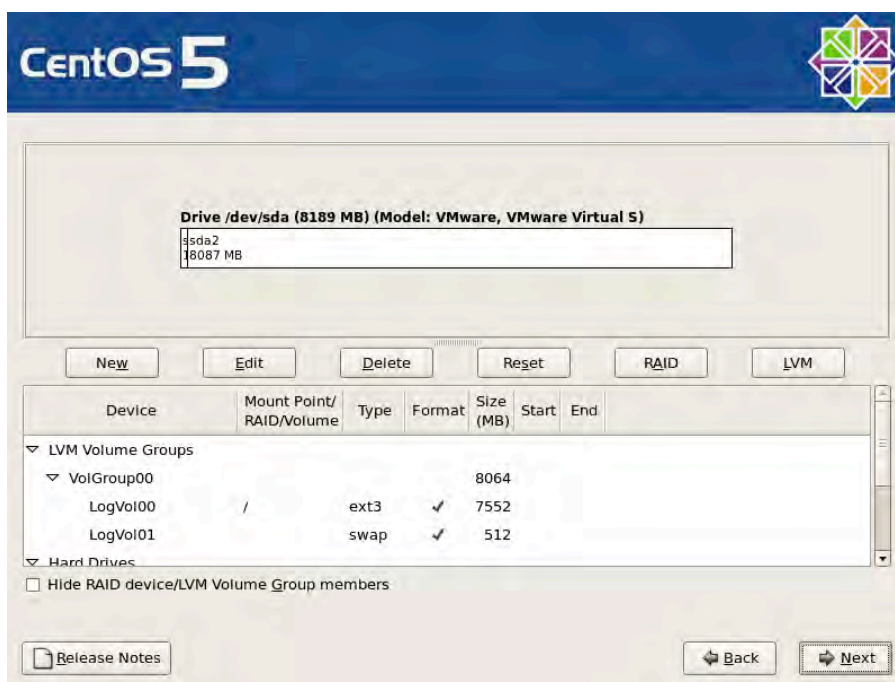 CentOS 5
Drive /dev/sda (8189 MB) (Model: VMware, VMware Virtual S)
ssda2
18087 MB
New Edit Delete Reset RAID LVM
Device Mount Point/ RAID/Volume Type Format Size (MB) Start End
LVM Volume Groups
VolGroup00 8064
LogVol00 / ext3 ✓ 7552
LogVol01 swap ✓ 512
Hard Drives
Hide RAID device/LVM Volume Group members
Release Notes Back Next